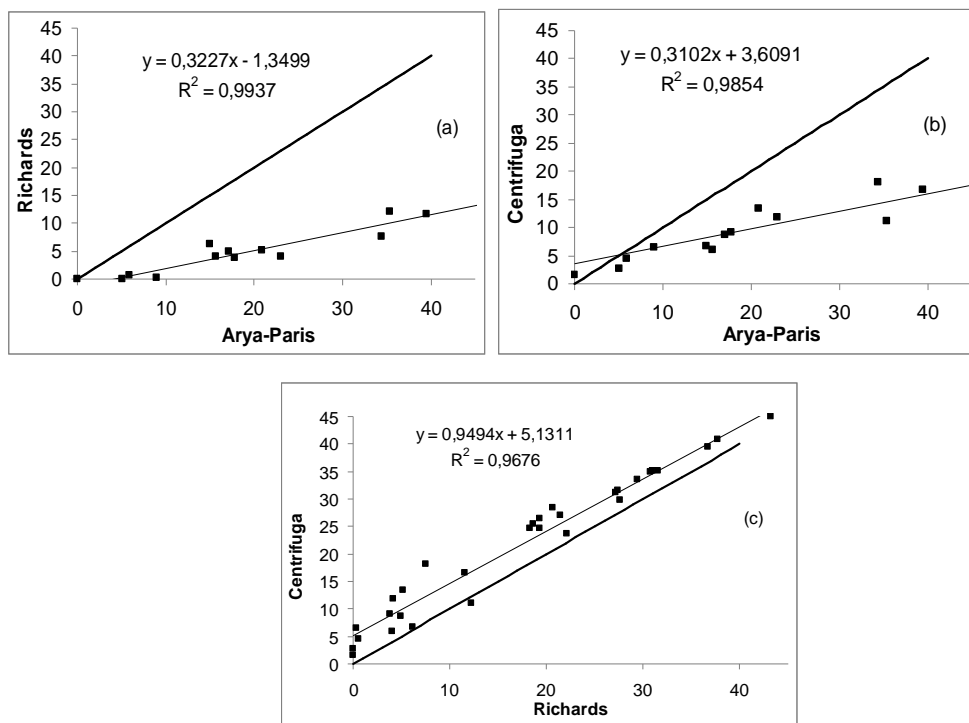 y = 0,3227x - 1,3499
R² = 0,9937
(a)
Richards
45
40
35
30
25
20
15
10
5
0
0 10 20 30 40
Arya-Paris
y = 0,3102x + 3,6091
R² = 0,9854
(b)
Centrifuga
45
40
35
30
25
20
15
10
5
0
0 10 20 30 40
Arya-Paris
y = 0,9494x + 5,1311
R² = 0,9676
(c)
Centrifuga
45
40
35
30
25
20
15
10
5
0
0 10 20 30 40
Richards